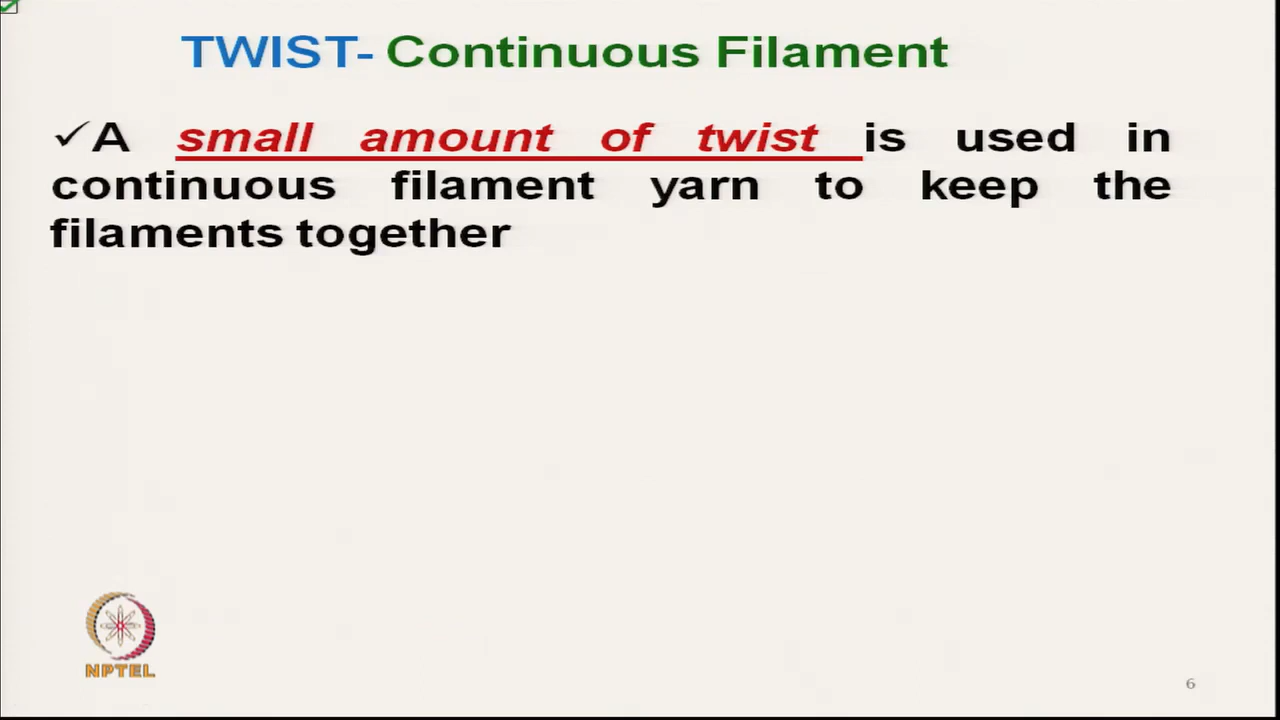 TWIST- Continuous Filament
✓A small amount of twist is used in
continuous filament yarn to keep the
filaments together
NPTEL
6